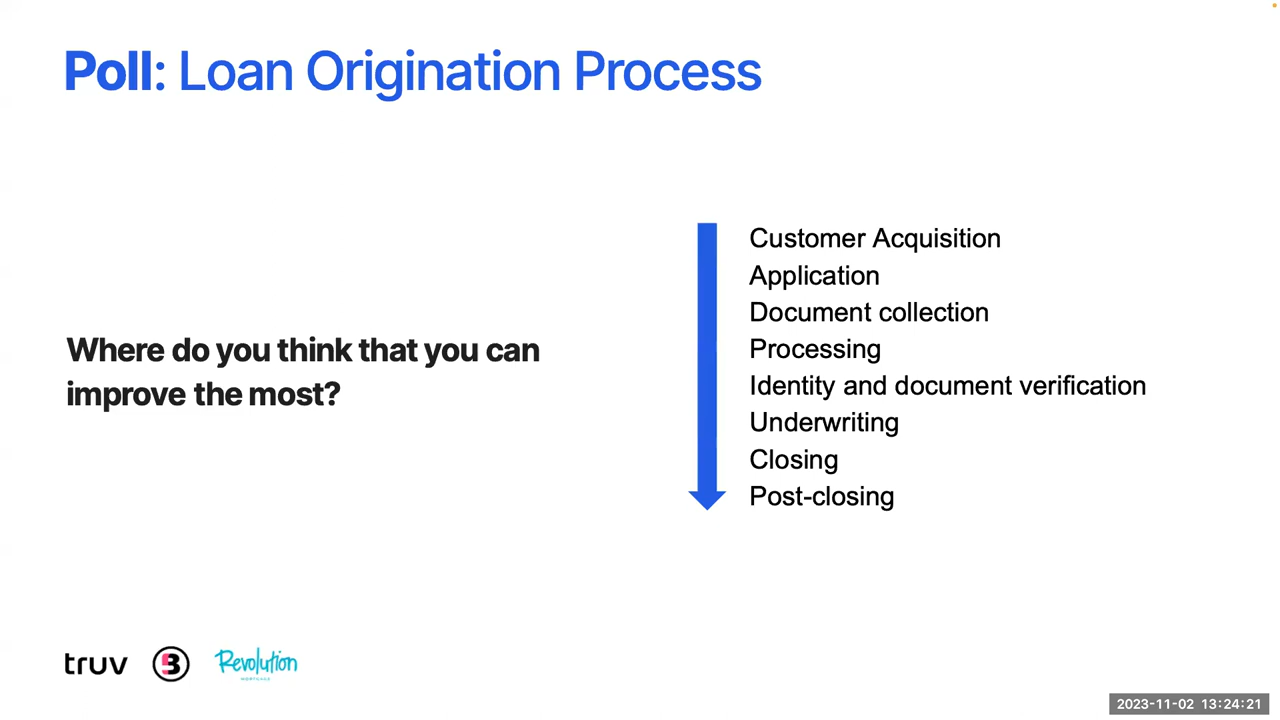 Poll: Loan Origination Process
Where do you think that you can
improve the most?
Customer Acquisition
Application
Document collection
Processing
Identity and document verification
Underwriting
Closing
Post-closing
truv
B
Revolution
MORTGAGE
2023-11-02 13:24:21